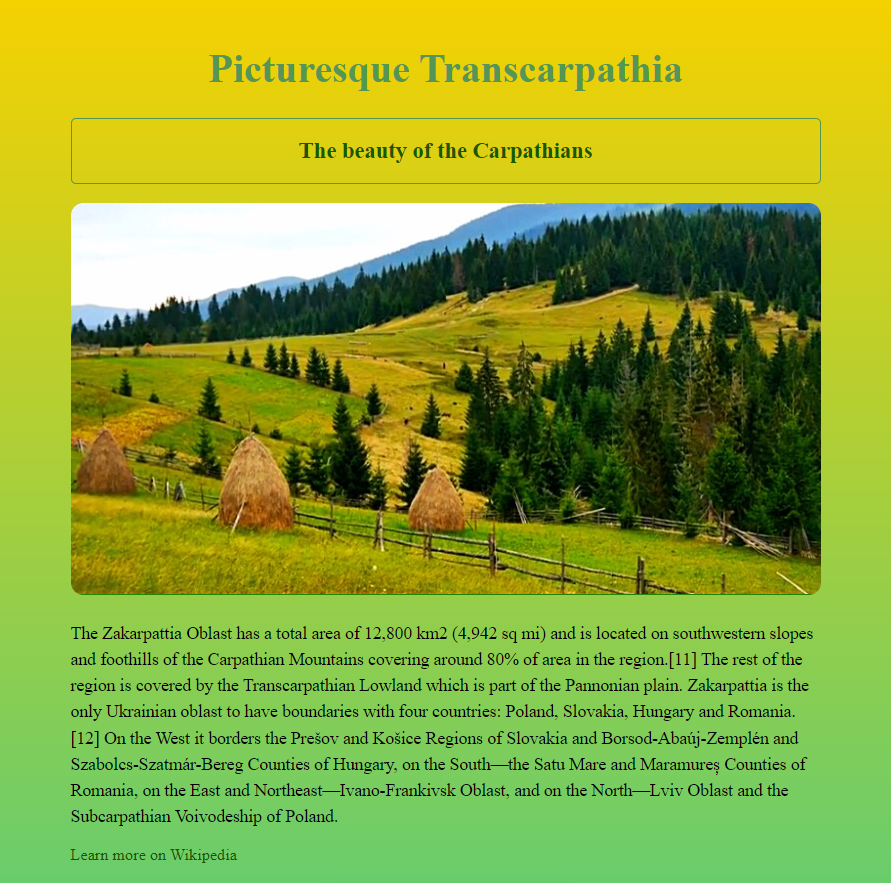 Picturesque Transcarpathia
The beauty of the Carpathians
The Zakarpattia Oblast has a total area of 12,800 km2 (4,942 sq mi) and is located on southwestern slopes
and foothills of the Carpathian Mountains covering around 80% of area in the region.[11] The rest of the
region is covered by the Transcarpathian Lowland which is part of the Pannonian plain. Zakarpattia is the
only Ukrainian oblast to have boundaries with four countries: Poland, Slovakia, Hungary and Romania.
[12] On the West it borders the Prešov and Košice Regions of Slovakia and Borsod-Abaúj-Zemplén and
Szabolcs-Szatmár-Bereg Counties of Hungary, on the South—the Satu Mare and Maramureș Counties of
Romania, on the East and Northeast—Ivano-Frankivsk Oblast, and on the North—Lviv Oblast and the
Subcarpathian Voivodeship of Poland.
Learn more on Wikipedia